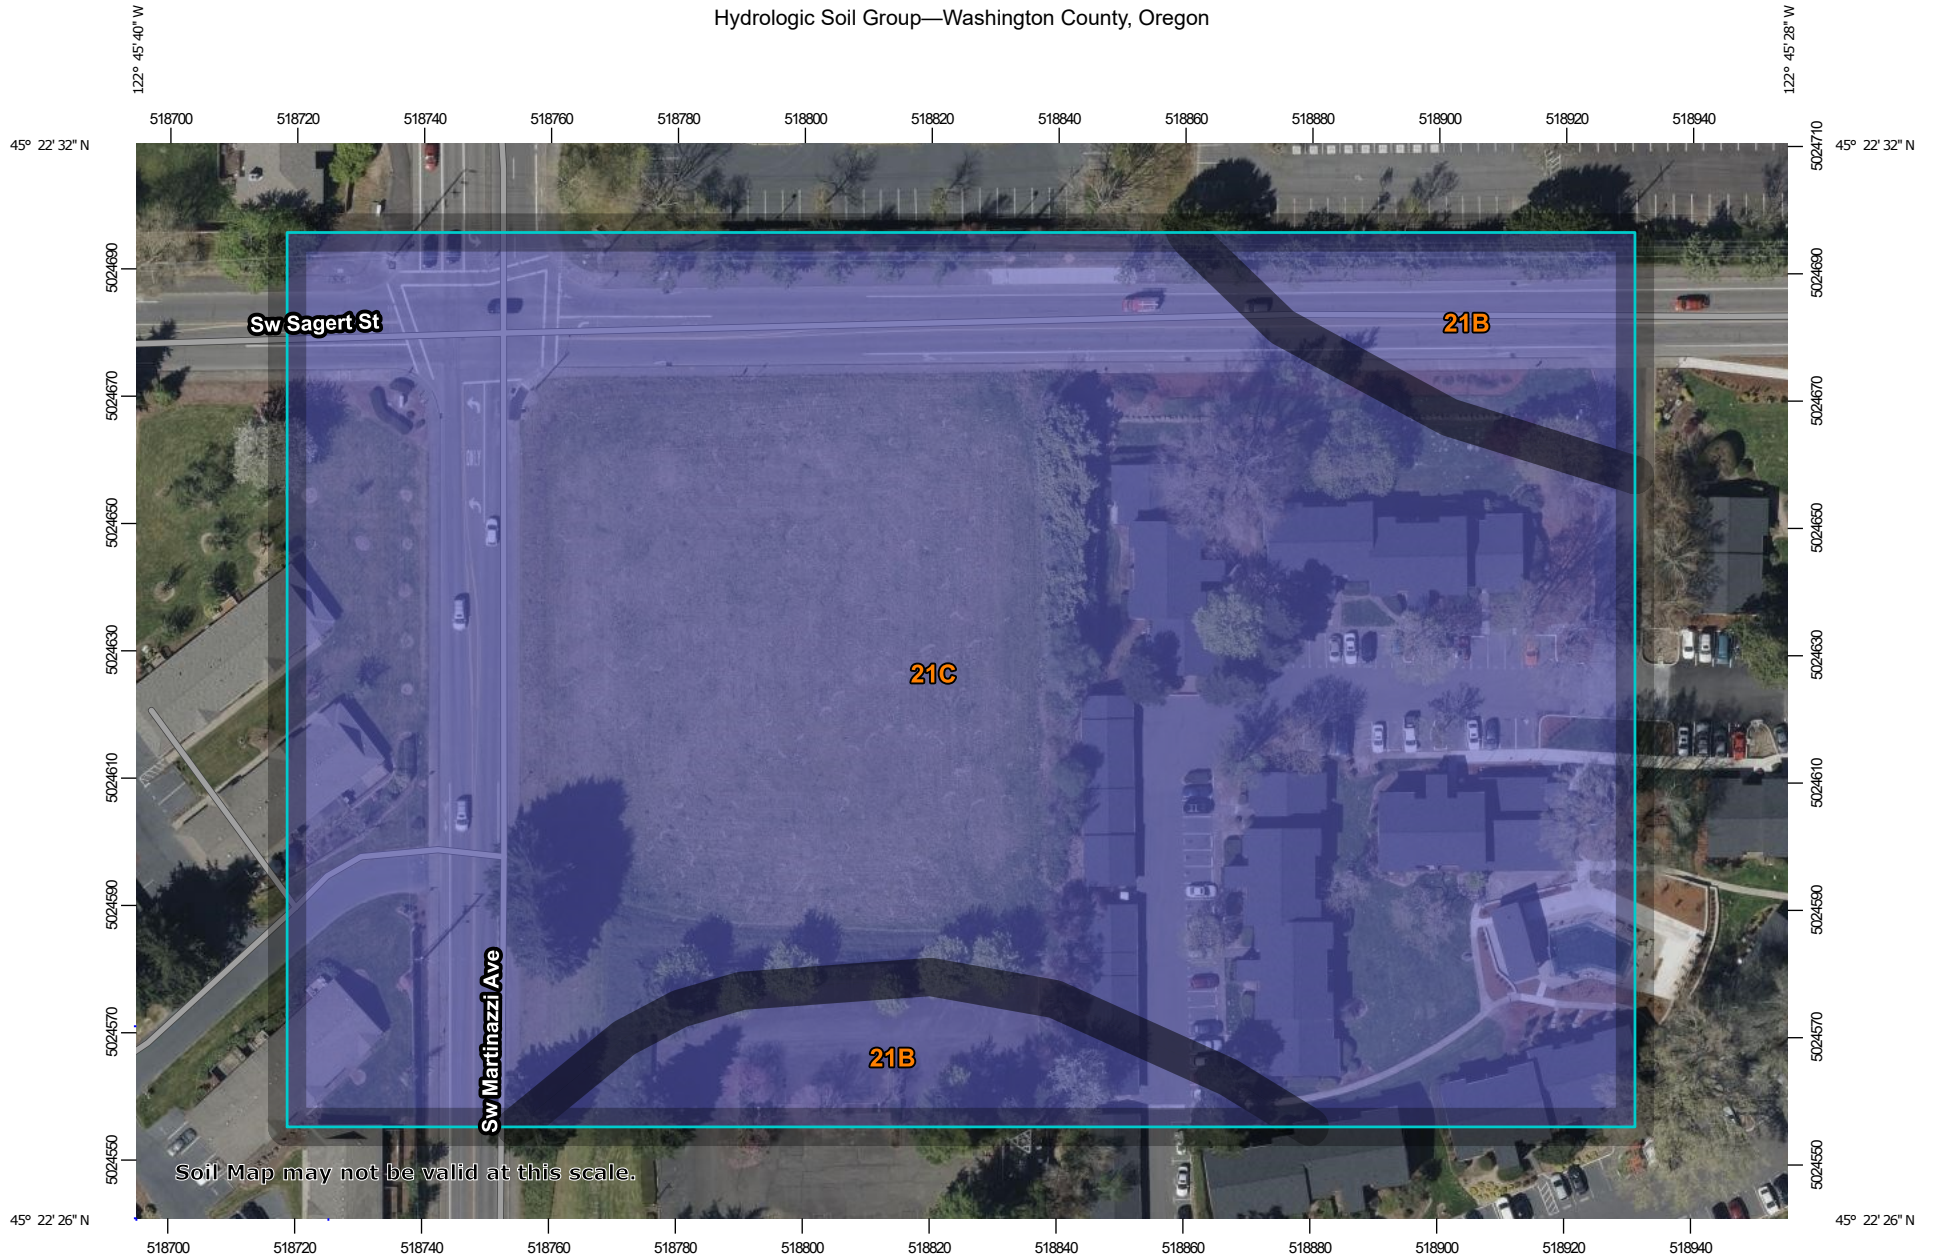 Hydrologic Soil Group—Washington County, Oregon
122° 45' 40" W
122° 45' 28" W
518700 518720 518740 518760 518780 518800 518820 518840 518860 518880 518900 518920 518940
45° 22' 32" N
45° 22' 32" N
5024710
5024690
5024690
Sw Sagert St
21B
5024670
5024670
5024650
5024650
5024630
5024630
21C
5024610
5024610
5024590
5024590
5024570
5024570
Sw Martinazzi Ave
21B
5024550
5024550
Soil Map may not be valid at this scale.
45° 22' 26" N
45° 22' 26" N
518700 518720 518740 518760 518780 518800 518820 518840 518860 518880 518900 518920 518940